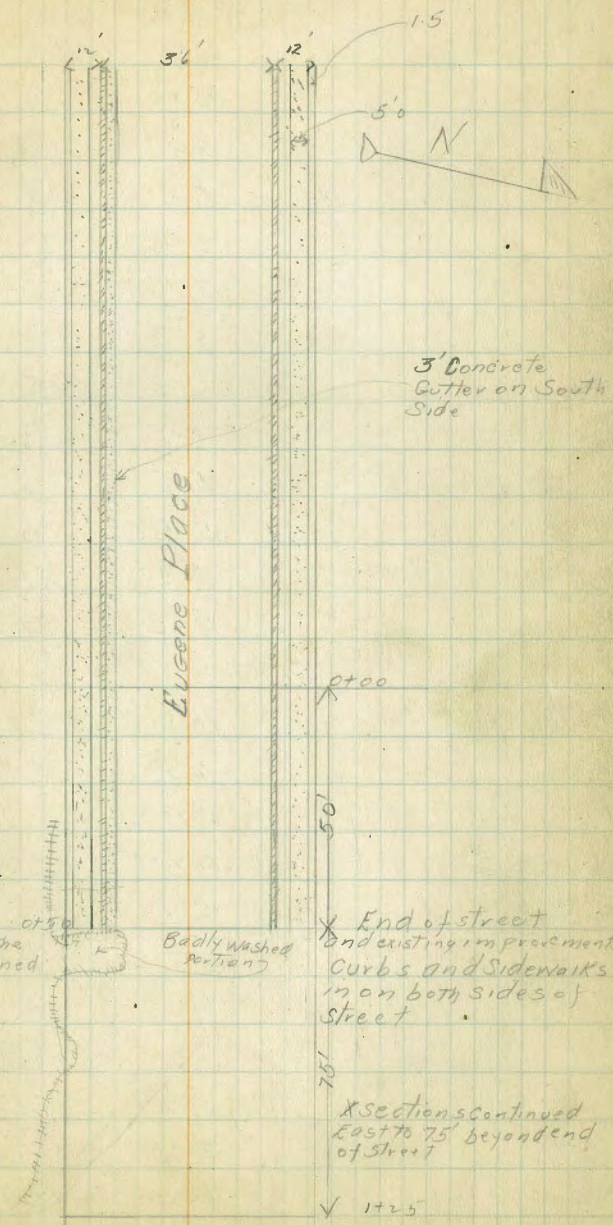 12' 36' 12'
1.5
5'0
N
3' Concrete
Gutter on South
Side
Eugene Place
0+00
50'
0+50
he
ned
Badly washed
portion
End of street
and existing improvement
Curbs and Sidewalks
in on both sides of
street
75'
X sections continued
East to 75' beyond end
of Street
1+25